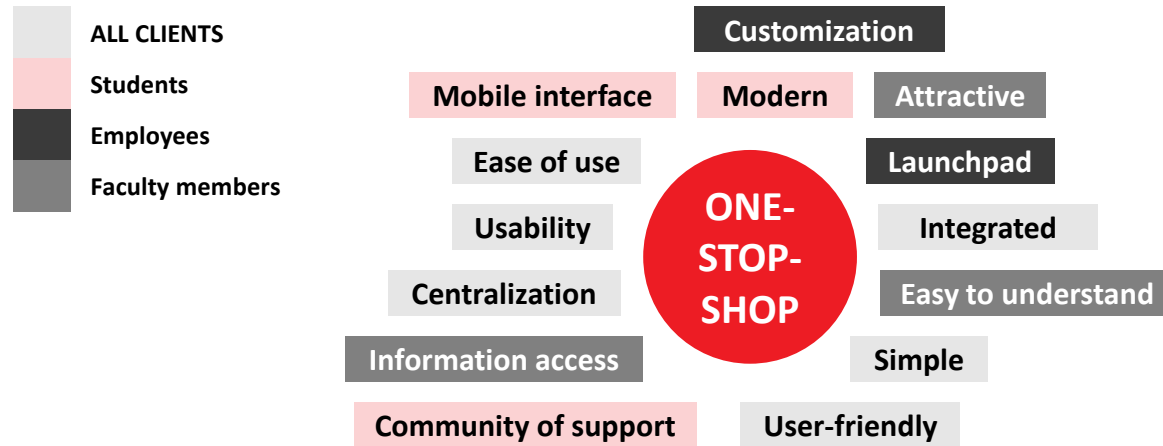 ALL CLIENTS
Students
Employees
Faculty members
Customization
Mobile interface
Modern
Attractive
Ease of use
Launchpad
Usability
Integrated
Centralization
Easy to understand
Information access
Simple
Community of support
User-friendly
ONE-
STOP-
SHOP